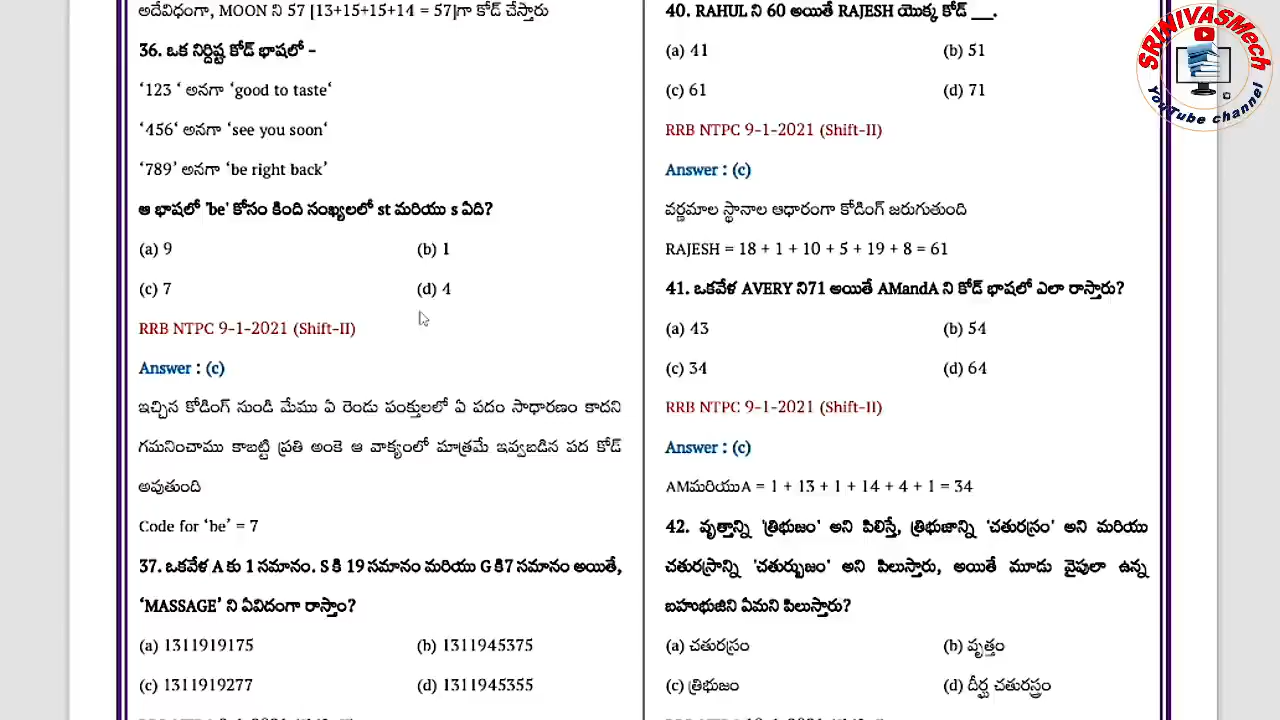 అదేవిధంగా, MOON ని 57 [13+15+15+14 = 57]గా కోడ్ చేస్తారు
36. ఒక నిర్దిష్ట కోడ్ భాషలో -
‘123 ‘ అనగా ‘good to taste‘
‘456‘ అనగా ‘see you soon‘
‘789’ అనగా ‘be right back’
ఆ భాషలో 'be' కోసం కింది సంఖ్యలలో st మరియు s ఏది?
(a) 9 (b) 1
(c) 7 (d) 4
RRB NTPC 9-1-2021 (Shift-II)
Answer : (c)
ఇచ్చిన కోడింగ్ నుండి మేము ఏ రెండు పంక్తులలో ఏ పదం సాధారణం కాదని
గమనించాము కాబట్టి ప్రతి అంకె ఆ వాక్యంలో మాత్రమే ఇవ్వబడిన పద కోడ్
అవుతుంది
Code for ‘be’ = 7
37. ఒకవేళ A కు 1 సమానం. S కి 19 సమానం మరియు G కి7 సమానం అయితే,
‘MASSAGE’ ని ఏవిదంగా రాస్తాం?
(a) 1311919175 (b) 1311945375
(c) 1311919277 (d) 1311945355
40. RAHUL ని 60 అయితే RAJESH యొక్క కోడ్ ___.
(a) 41 (b) 51
(c) 61 (d) 71
RRB NTPC 9-1-2021 (Shift-II)
Answer : (c)
వర్ణమాల స్థానాల ఆధారంగా కోడింగ్ జరుగుతుంది
RAJESH = 18 + 1 + 10 + 5 + 19 + 8 = 61
41. ఒకవేళ AVERY ని71 అయితే AMandA ని కోడ్ భాషలో ఎలా రాస్తారు?
(a) 43 (b) 54
(c) 34 (d) 64
RRB NTPC 9-1-2021 (Shift-II)
Answer : (c)
AMమరియుA = 1 + 13 + 1 + 14 + 4 + 1 = 34
42. వృత్తాన్ని 'త్రిభుజం' అని పిలిస్తే, త్రిభుజాన్ని 'చతురస్రం' అని మరియు
చతురస్రాన్ని 'చతుర్భుజం' అని పిలుస్తారు, అయితే మూడు వైపులా ఉన్న
బహుభుజిని ఏమని పిలుస్తారు?
(a) చతురస్రం (b) వృత్తం
(c) త్రిభుజం (d) దీర్ఘ చతురస్త్రం
SRINIVASMech
YouTube channel